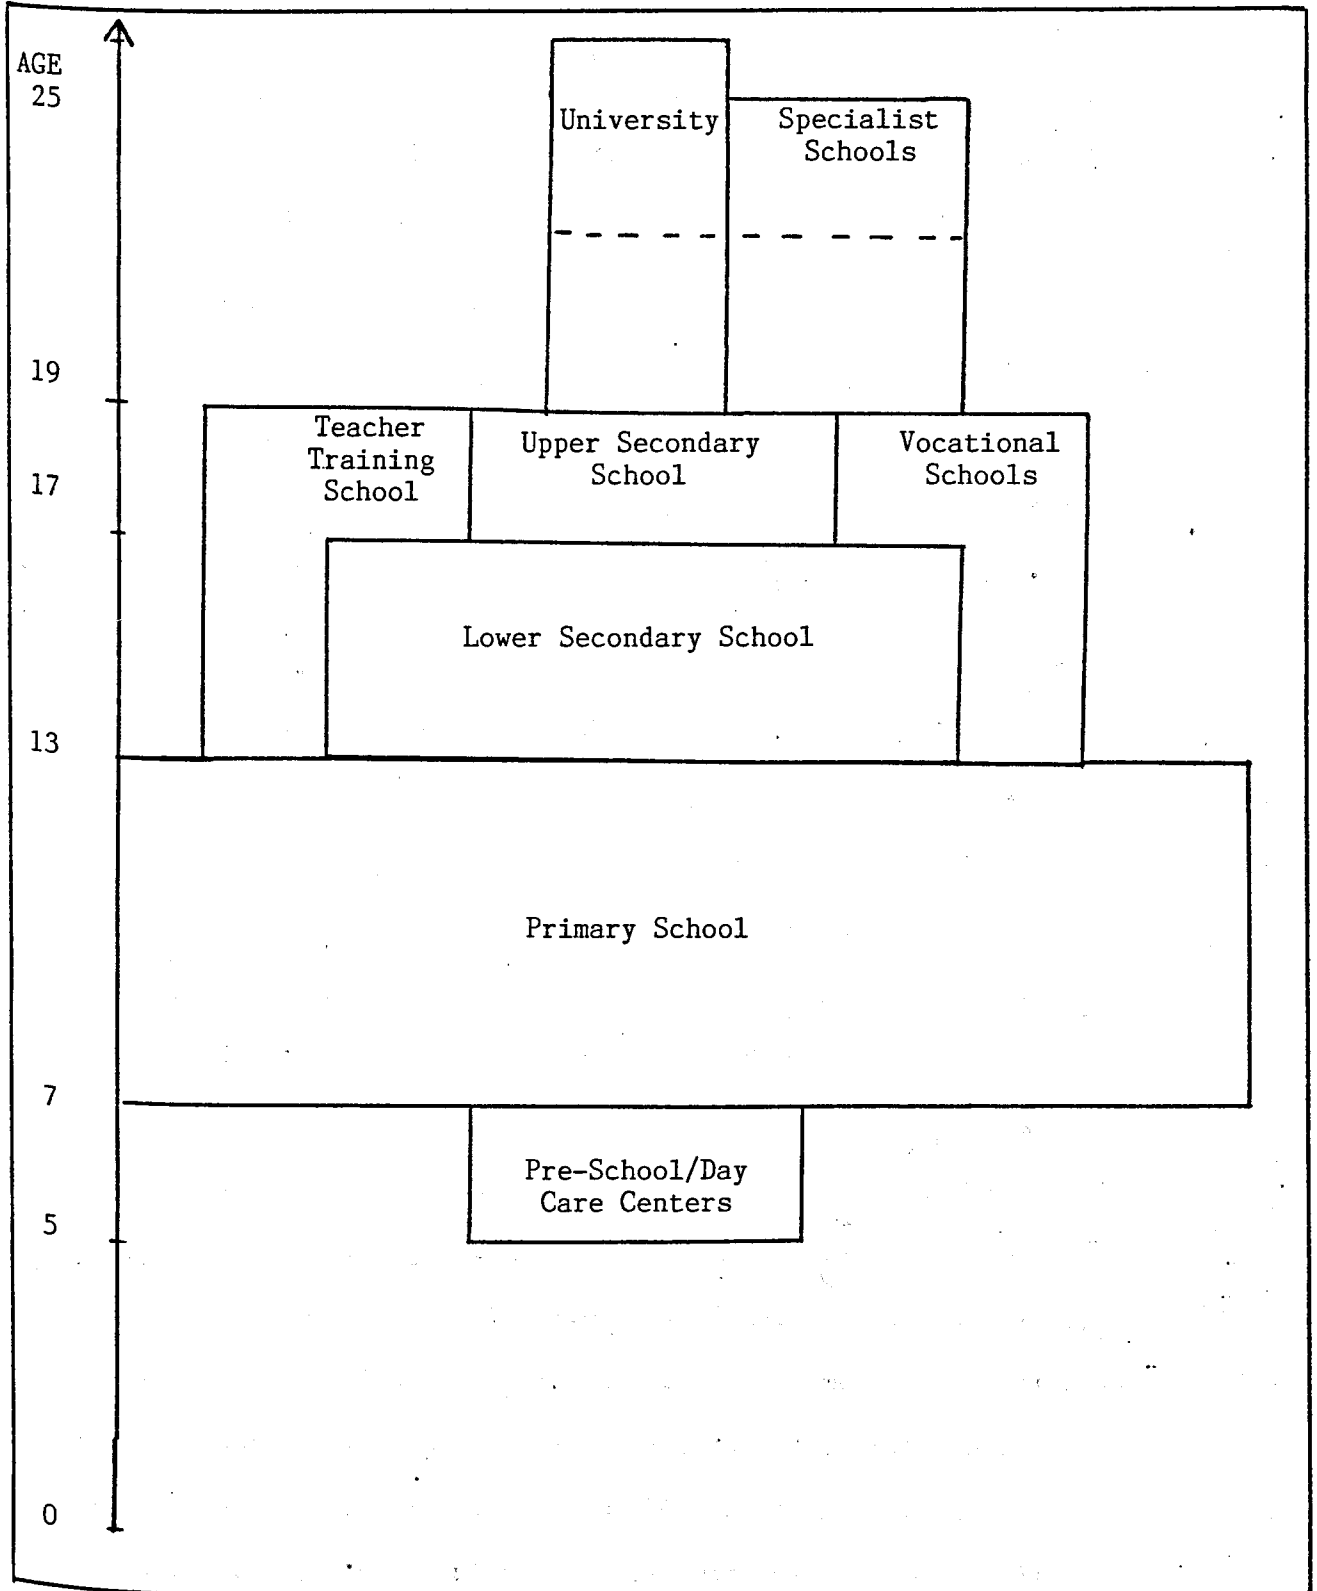 AGE
25
University
Specialist
Schools
19
Teacher
Training
School
Upper Secondary
School
Vocational
Schools
17
Lower Secondary School
13
Primary School
7
Pre-School/Day
Care Centers
5
0